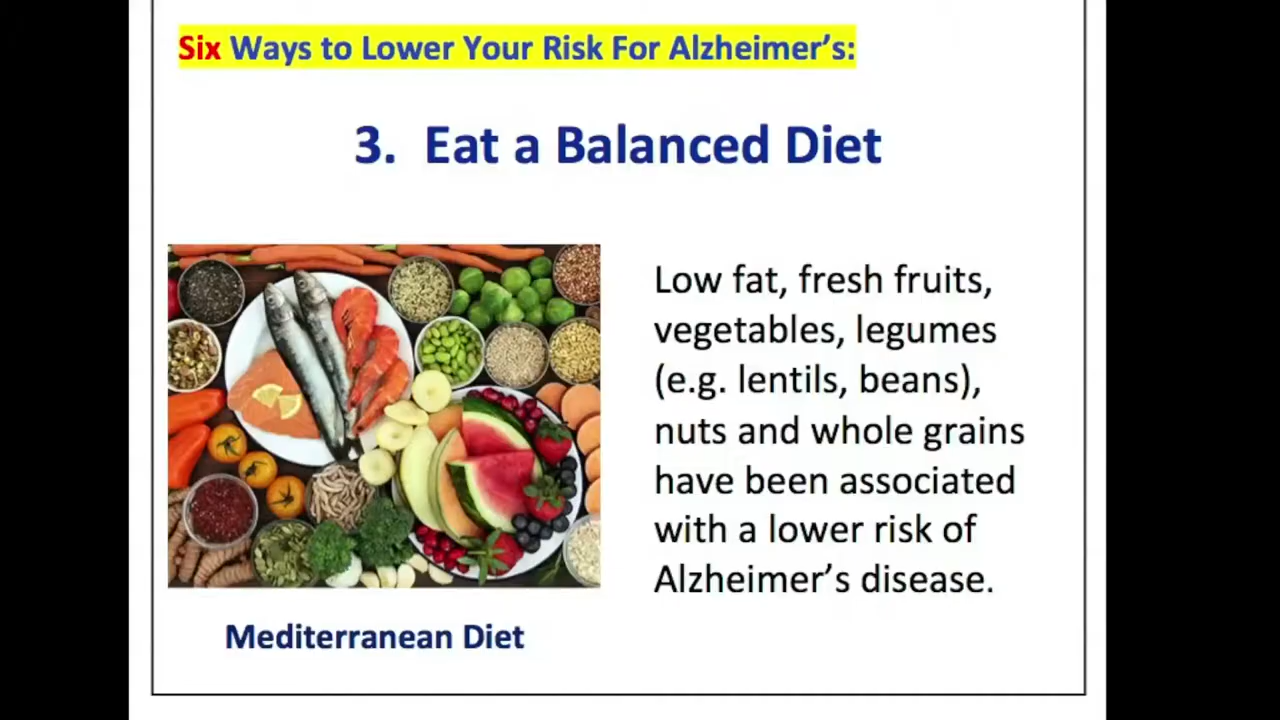 Six Ways to Lower Your Risk For Alzheimer’s:
3. Eat a Balanced Diet
Low fat, fresh fruits,
vegetables, legumes
(e.g. lentils, beans),
nuts and whole grains
have been associated
with a lower risk of
Alzheimer’s disease.
Mediterranean Diet